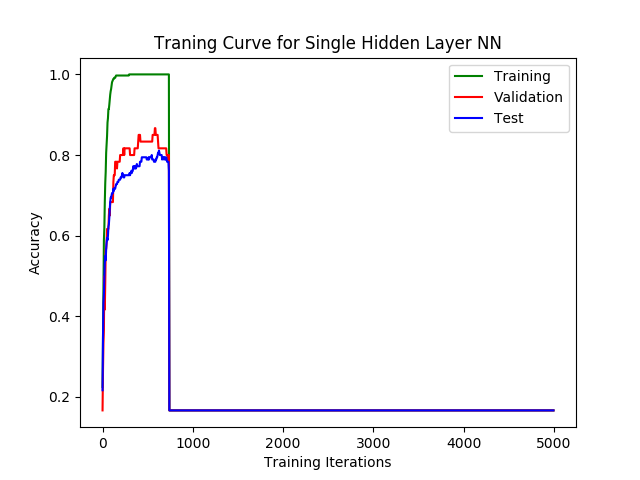 Traning Curve for Single Hidden Layer NN
Training
Validation
Test
Accuracy
1.0
0.8
0.6
0.4
0.2
0 1000 2000 3000 4000 5000
Training Iterations